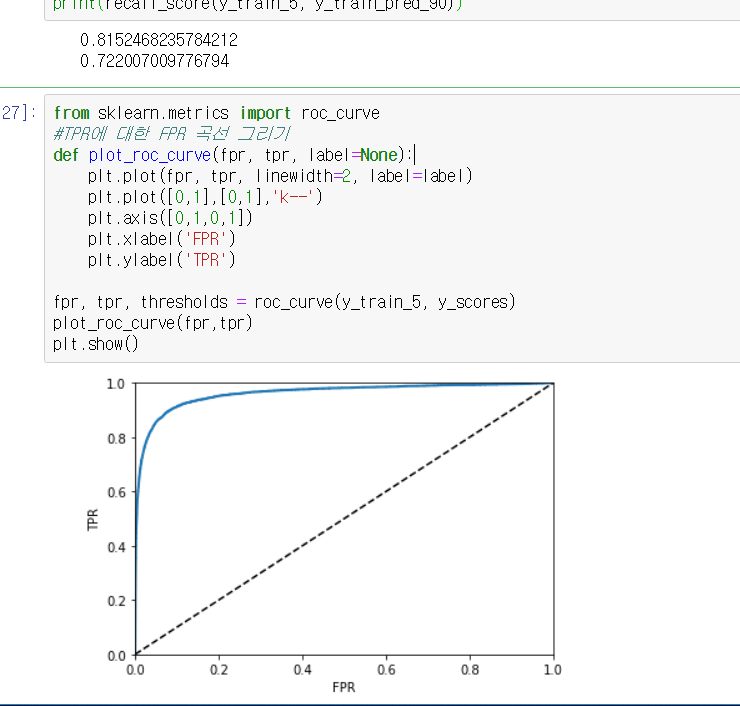 print(recall_score(y_train_5, y_train_pred_90))
0.8152468235784212
0.722007009776794
27]:
from sklearn.metrics import roc_curve
#TPR에 대한 FPR 곡선 그리기
def plot_roc_curve(fpr, tpr, label=None):
    plt.plot(fpr, tpr, linewidth=2, label=label)
    plt.plot([0,1],[0,1],'k--')
    plt.axis([0,1,0,1])
    plt.xlabel('FPR')
    plt.ylabel('TPR')
fpr, tpr, thresholds = roc_curve(y_train_5, y_scores)
plot_roc_curve(fpr,tpr)
plt.show()
1.0
0.8
0.6
0.4
0.2
0.0
TPR
0.0 0.2 0.4 0.6 0.8 1.0
FPR